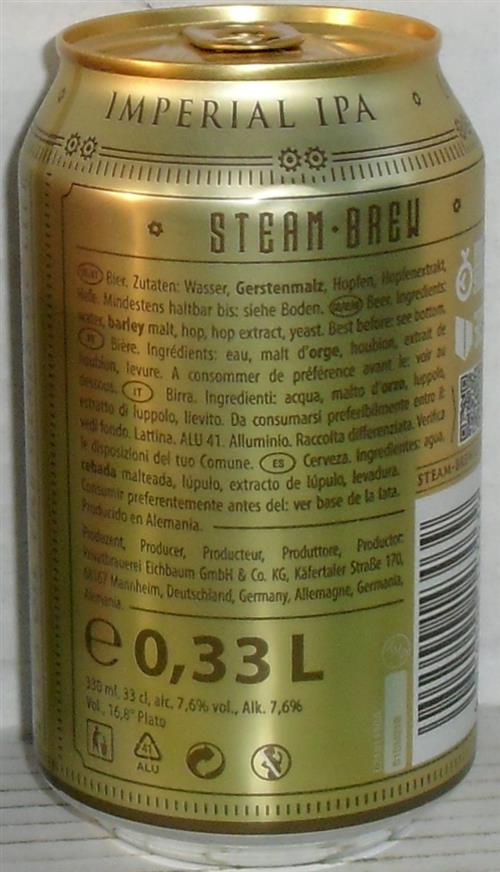 IMPERIAL IPA
STEAM·BREW
Bier. Zutaten: Wasser, Gerstenmalz, Hopfen, Hopfenextrakt,
Hefe. Mindestens haltbar bis: siehe Boden. Beer. Ingredients:
water, barley malt, hop, hop extract, yeast. Best before: see bottom.
Bière. Ingrédients: eau, malt d'orge, houblon, extrait de
houblon, levure. A consommer de préférence avant le: voir au
dessous. IT Birra. Ingredienti: acqua, malto d'orzo, luppolo,
estratto di luppolo, lievito. Da consumarsi preferibilmente entro il:
vedi fondo. Lattina. ALU 41. Alluminio. Raccolta differenziata. Verifica
le disposizioni del tuo Comune. ES Cerveza. Ingredientes: agua,
cebada malteada, lúpulo, extracto de lúpulo, levadura.
Consumir preferentemente antes del: ver base de la lata.
Producido en Alemania.
Produzent, Producer, Producteur, Produttore, Productor:
Privatbrauerei Eichbaum GmbH & Co. KG, Käfertaler Straße 170,
68167 Mannheim, Deutschland, Germany, Allemagne, Germania,
Alemania.
e 0,33 L
330 ml, 33 cl, alc. 7,6% vol., Alk. 7,6%
Vol., 16,8° Plato
41
ALU
STEAM-BREW